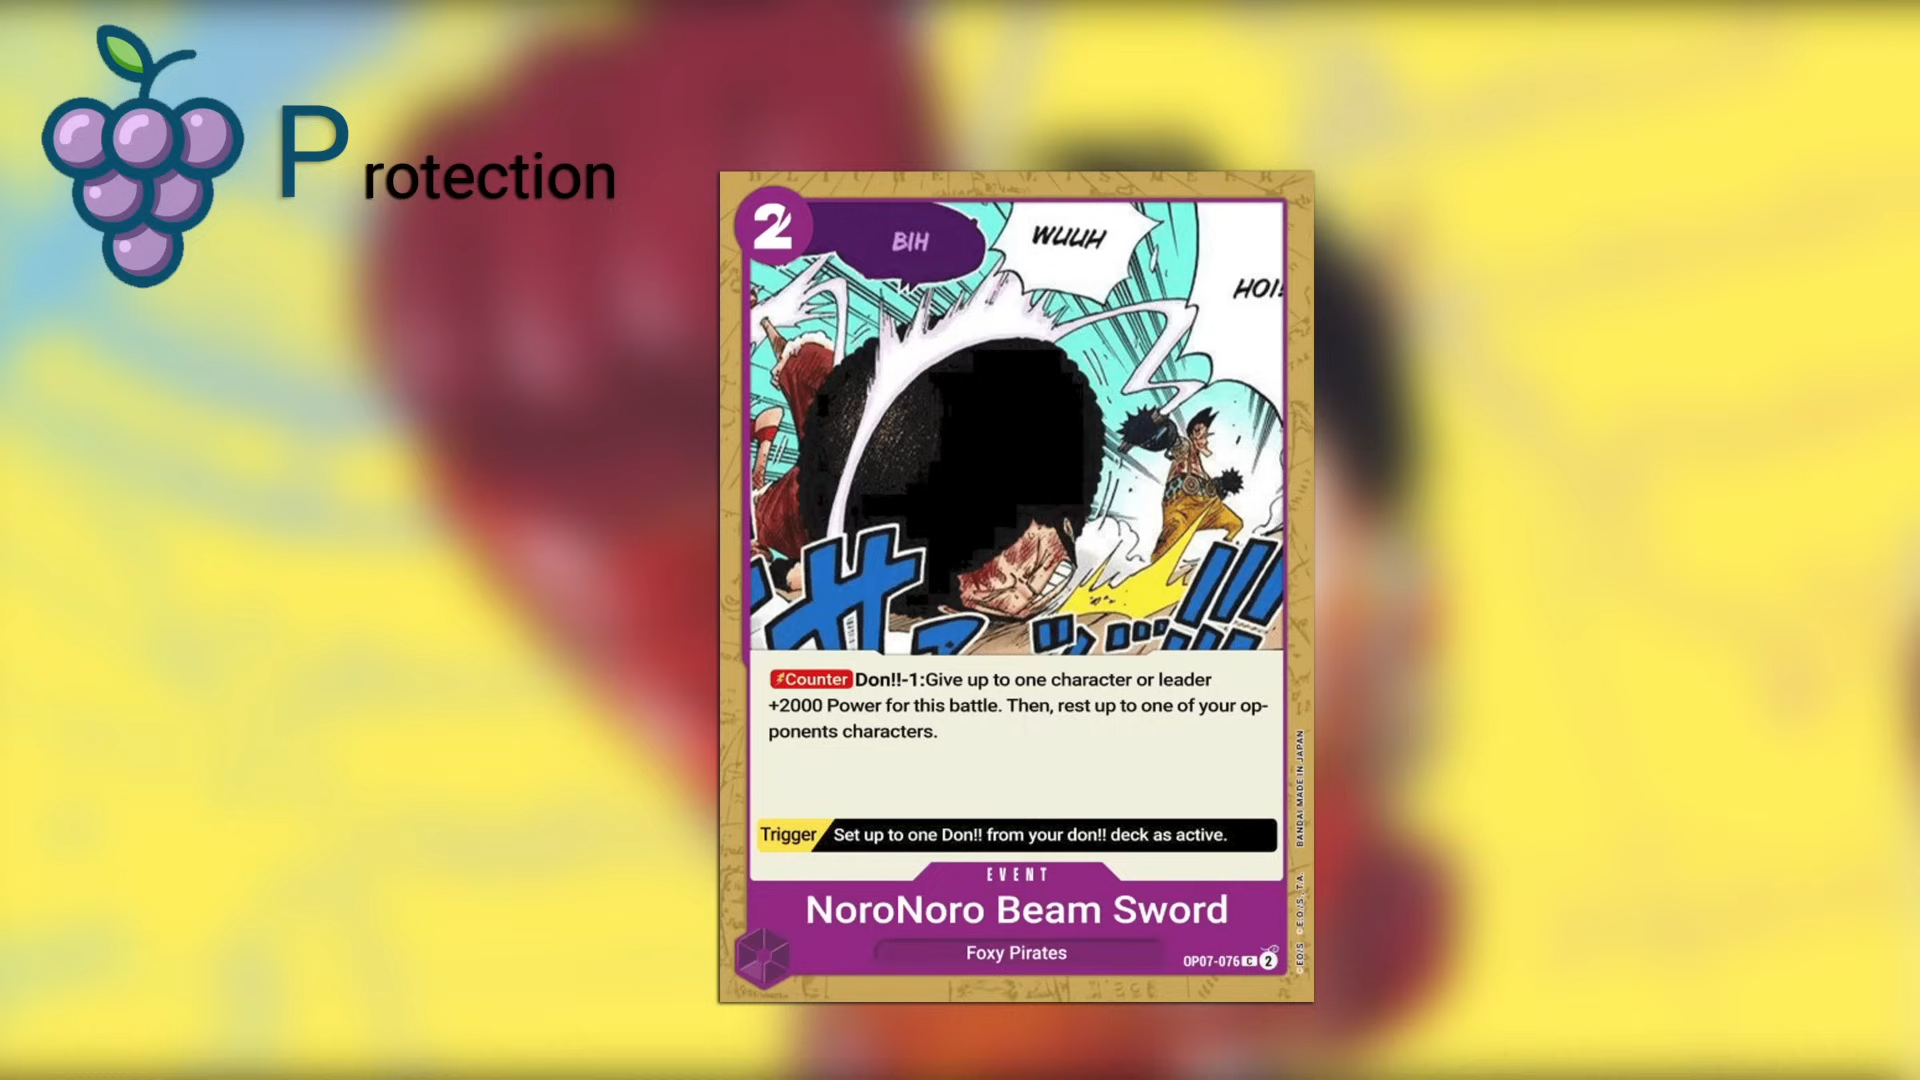 Protection
2
BIH
WUUH
HOI!
サ
!!!
⚡Counter Don!!-1:Give up to one character or leader
+2000 Power for this battle. Then, rest up to one of your op-
ponents characters.
Trigger Set up to one Don!! from your don!! deck as active.
EVENT
NoroNoro Beam Sword
Foxy Pirates
OP07-076 C 2
©E.O/S. ©E.O./S.,T.A. BANDAI MADE IN JAPAN